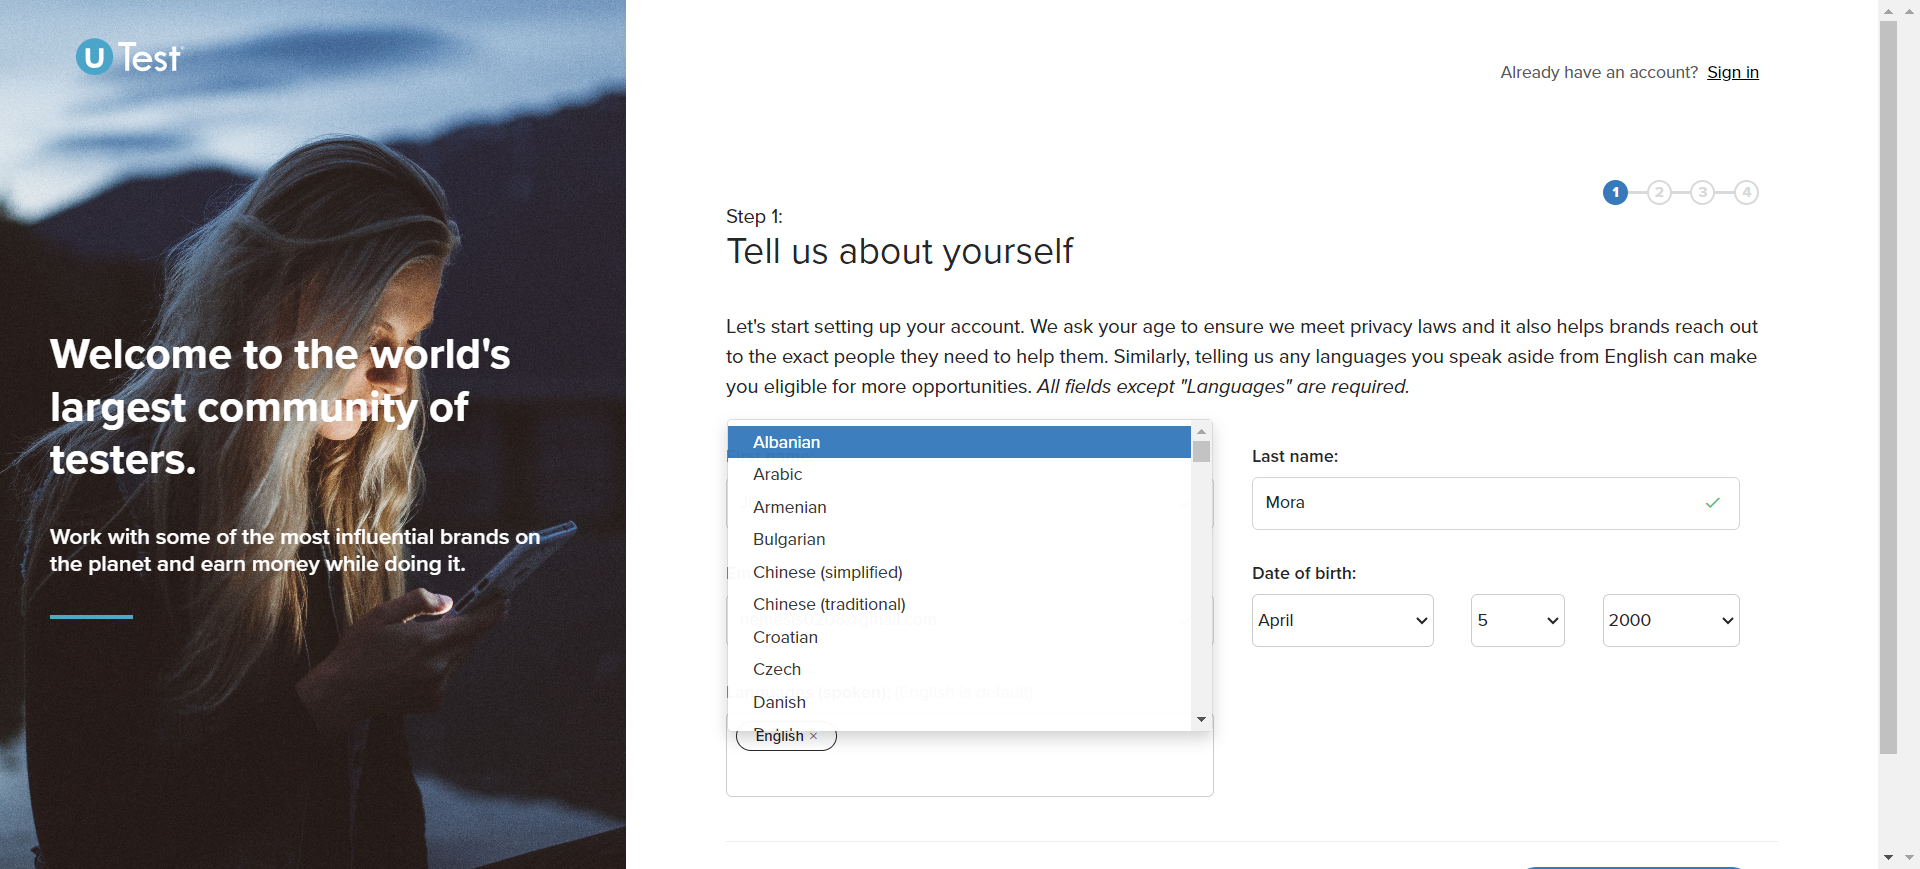 U Test
Already have an account? Sign in
1 2 3 4
Step 1:
Tell us about yourself
Let's start setting up your account. We ask your age to ensure we meet privacy laws and it also helps brands reach out
to the exact people they need to help them. Similarly, telling us any languages you speak aside from English can make
you eligible for more opportunities. All fields except "Languages" are required.
Welcome to the world's
largest community of
testers.
Work with some of the most influential brands on
the planet and earn money while doing it.
Albanian
Arabic
Armenian
Bulgarian
Chinese (simplified)
Chinese (traditional)
Croatian
Czech
Danish
Languages (spoken): (English is default)
English ×
Last name:
Mora
Date of birth:
April 5 2000